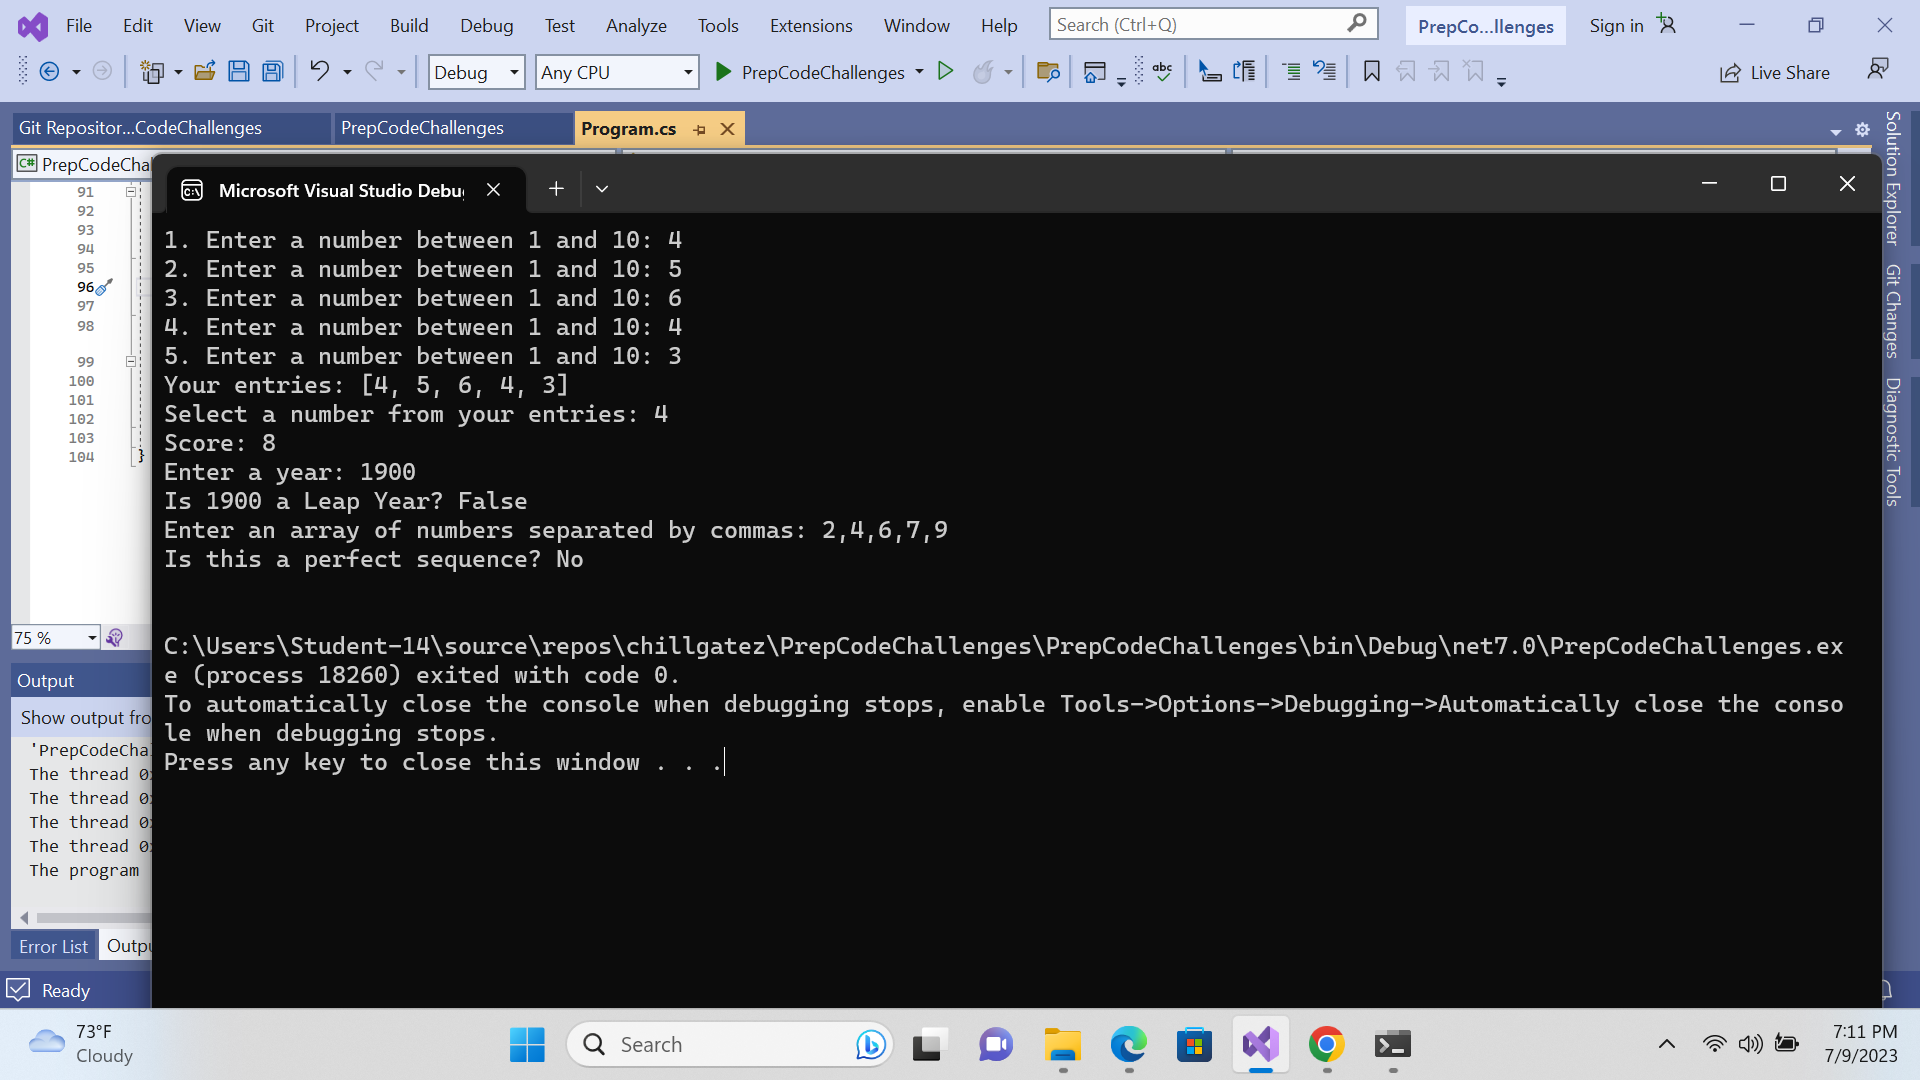 File Edit View Git Project Build Debug Test Analyze Tools Extensions Window Help Search (Ctrl+Q) PrepCo...llenges Sign in
Debug Any CPU PrepCodeChallenges Live Share
Git Repositor...CodeChallenges PrepCodeChallenges Program.cs
C# PrepCodeCha
Microsoft Visual Studio Debu
91
92
93
94
95
96
97
98
99
100
101
102
103
104 }
1. Enter a number between 1 and 10: 4
2. Enter a number between 1 and 10: 5
3. Enter a number between 1 and 10: 6
4. Enter a number between 1 and 10: 4
5. Enter a number between 1 and 10: 3
Your entries: [4, 5, 6, 4, 3]
Select a number from your entries: 4
Score: 8
Enter a year: 1900
Is 1900 a Leap Year? False
Enter an array of numbers separated by commas: 2,4,6,7,9
Is this a perfect sequence? No
C:\Users\Student-14\source\repos\chillgatez\PrepCodeChallenges\PrepCodeChallenges\bin\Debug\net7.0\PrepCodeChallenges.ex
e (process 18260) exited with code 0.
To automatically close the console when debugging stops, enable Tools->Options->Debugging->Automatically close the conso
le when debugging stops.
Press any key to close this window . . .
Solution Explorer
Git Changes
Diagnostic Tools
75 %
Output
Show output fro
'PrepCodeChal
The thread 0x
The thread 0x
The thread 0x
The thread 0x
The program
Error List Outpu
Ready
73°F
Cloudy
Search
7:11 PM
7/9/2023